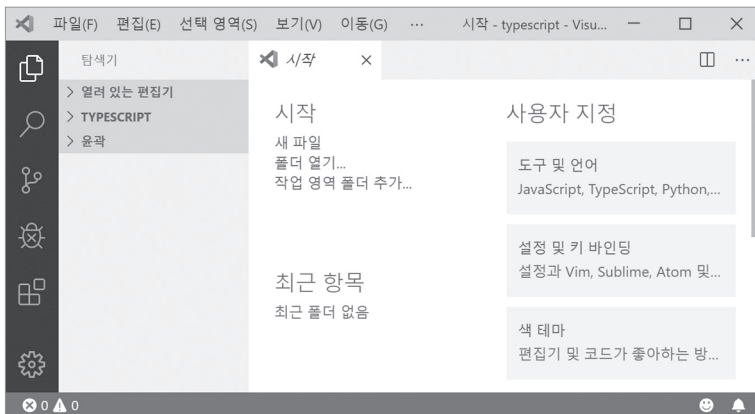 파일(F) 편집(E) 선택 영역(S) 보기(V) 이동(G) ··· 시작 - typescript - Visu...
탐색기
열려 있는 편집기
TYPESCRIPT
윤곽
시작
시작
새 파일
폴더 열기...
작업 영역 폴더 추가...
최근 항목
최근 폴더 없음
사용자 지정
도구 및 언어
JavaScript, TypeScript, Python,...
설정 및 키 바인딩
설정과 Vim, Sublime, Atom 및...
색 테마
편집기 및 코드가 좋아하는 방...
0 0